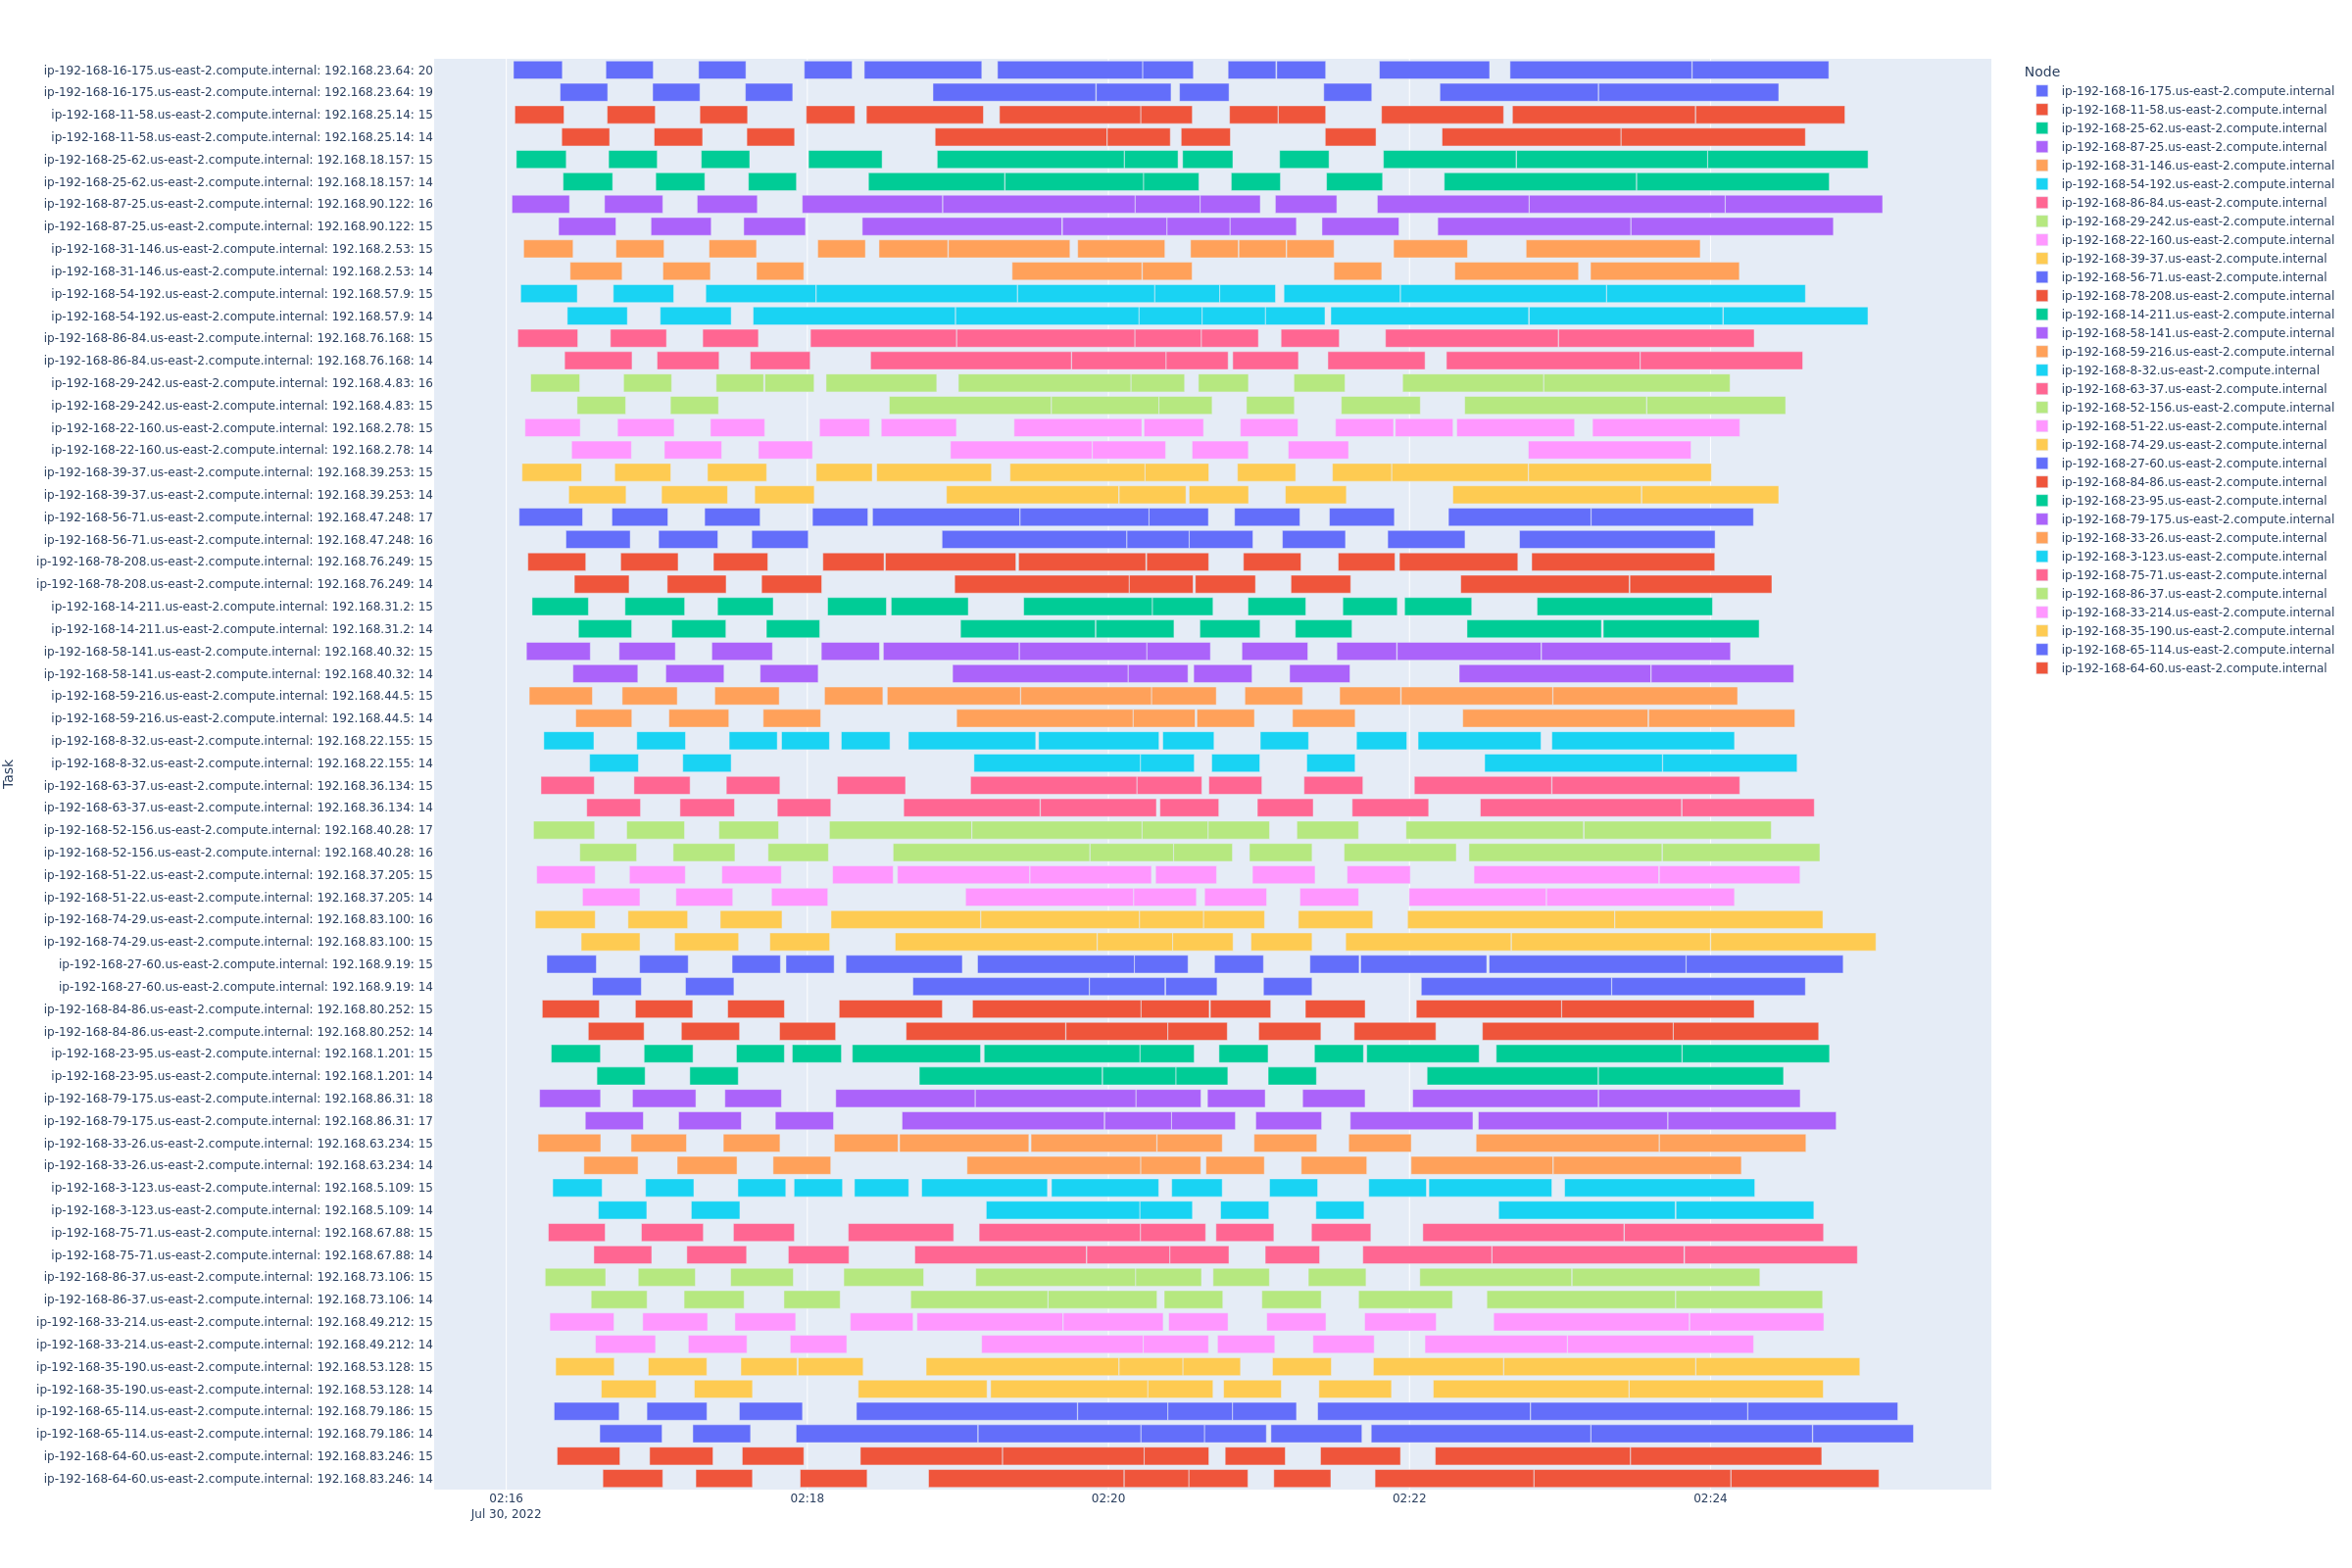 ip-192-168-16-175.us-east-2.compute.internal: 192.168.23.64: 20
ip-192-168-16-175.us-east-2.compute.internal: 192.168.23.64: 19
ip-192-168-11-58.us-east-2.compute.internal: 192.168.25.14: 15
ip-192-168-11-58.us-east-2.compute.internal: 192.168.25.14: 14
ip-192-168-25-62.us-east-2.compute.internal: 192.168.18.157: 15
ip-192-168-25-62.us-east-2.compute.internal: 192.168.18.157: 14
ip-192-168-87-25.us-east-2.compute.internal: 192.168.90.122: 16
ip-192-168-87-25.us-east-2.compute.internal: 192.168.90.122: 15
ip-192-168-31-146.us-east-2.compute.internal: 192.168.2.53: 15
ip-192-168-31-146.us-east-2.compute.internal: 192.168.2.53: 14
ip-192-168-54-192.us-east-2.compute.internal: 192.168.57.9: 15
ip-192-168-54-192.us-east-2.compute.internal: 192.168.57.9: 14
ip-192-168-86-84.us-east-2.compute.internal: 192.168.76.168: 15
ip-192-168-86-84.us-east-2.compute.internal: 192.168.76.168: 14
ip-192-168-29-242.us-east-2.compute.internal: 192.168.4.83: 16
ip-192-168-29-242.us-east-2.compute.internal: 192.168.4.83: 15
ip-192-168-22-160.us-east-2.compute.internal: 192.168.2.78: 15
ip-192-168-22-160.us-east-2.compute.internal: 192.168.2.78: 14
ip-192-168-39-37.us-east-2.compute.internal: 192.168.39.253: 15
ip-192-168-39-37.us-east-2.compute.internal: 192.168.39.253: 14
ip-192-168-56-71.us-east-2.compute.internal: 192.168.47.248: 17
ip-192-168-56-71.us-east-2.compute.internal: 192.168.47.248: 16
ip-192-168-78-208.us-east-2.compute.internal: 192.168.76.249: 15
ip-192-168-78-208.us-east-2.compute.internal: 192.168.76.249: 14
ip-192-168-14-211.us-east-2.compute.internal: 192.168.31.2: 15
ip-192-168-14-211.us-east-2.compute.internal: 192.168.31.2: 14
ip-192-168-58-141.us-east-2.compute.internal: 192.168.40.32: 15
ip-192-168-58-141.us-east-2.compute.internal: 192.168.40.32: 14
ip-192-168-59-216.us-east-2.compute.internal: 192.168.44.5: 15
ip-192-168-59-216.us-east-2.compute.internal: 192.168.44.5: 14
ip-192-168-8-32.us-east-2.compute.internal: 192.168.22.155: 15
ip-192-168-8-32.us-east-2.compute.internal: 192.168.22.155: 14
ip-192-168-63-37.us-east-2.compute.internal: 192.168.36.134: 15
ip-192-168-63-37.us-east-2.compute.internal: 192.168.36.134: 14
ip-192-168-52-156.us-east-2.compute.internal: 192.168.40.28: 17
ip-192-168-52-156.us-east-2.compute.internal: 192.168.40.28: 16
ip-192-168-51-22.us-east-2.compute.internal: 192.168.37.205: 15
ip-192-168-51-22.us-east-2.compute.internal: 192.168.37.205: 14
ip-192-168-74-29.us-east-2.compute.internal: 192.168.83.100: 16
ip-192-168-74-29.us-east-2.compute.internal: 192.168.83.100: 15
ip-192-168-27-60.us-east-2.compute.internal: 192.168.9.19: 15
ip-192-168-27-60.us-east-2.compute.internal: 192.168.9.19: 14
ip-192-168-84-86.us-east-2.compute.internal: 192.168.80.252: 15
ip-192-168-84-86.us-east-2.compute.internal: 192.168.80.252: 14
ip-192-168-23-95.us-east-2.compute.internal: 192.168.1.201: 15
ip-192-168-23-95.us-east-2.compute.internal: 192.168.1.201: 14
ip-192-168-79-175.us-east-2.compute.internal: 192.168.86.31: 18
ip-192-168-79-175.us-east-2.compute.internal: 192.168.86.31: 17
ip-192-168-33-26.us-east-2.compute.internal: 192.168.63.234: 15
ip-192-168-33-26.us-east-2.compute.internal: 192.168.63.234: 14
ip-192-168-3-123.us-east-2.compute.internal: 192.168.5.109: 15
ip-192-168-3-123.us-east-2.compute.internal: 192.168.5.109: 14
ip-192-168-75-71.us-east-2.compute.internal: 192.168.67.88: 15
ip-192-168-75-71.us-east-2.compute.internal: 192.168.67.88: 14
ip-192-168-86-37.us-east-2.compute.internal: 192.168.73.106: 15
ip-192-168-86-37.us-east-2.compute.internal: 192.168.73.106: 14
ip-192-168-33-214.us-east-2.compute.internal: 192.168.49.212: 15
ip-192-168-33-214.us-east-2.compute.internal: 192.168.49.212: 14
ip-192-168-35-190.us-east-2.compute.internal: 192.168.53.128: 15
ip-192-168-35-190.us-east-2.compute.internal: 192.168.53.128: 14
ip-192-168-65-114.us-east-2.compute.internal: 192.168.79.186: 15
ip-192-168-65-114.us-east-2.compute.internal: 192.168.79.186: 14
ip-192-168-64-60.us-east-2.compute.internal: 192.168.83.246: 15
ip-192-168-64-60.us-east-2.compute.internal: 192.168.83.246: 14
Task
02:16
Jul 30, 2022
02:18
02:20
02:22
02:24
Node
ip-192-168-16-175.us-east-2.compute.internal
ip-192-168-11-58.us-east-2.compute.internal
ip-192-168-25-62.us-east-2.compute.internal
ip-192-168-87-25.us-east-2.compute.internal
ip-192-168-31-146.us-east-2.compute.internal
ip-192-168-54-192.us-east-2.compute.internal
ip-192-168-86-84.us-east-2.compute.internal
ip-192-168-29-242.us-east-2.compute.internal
ip-192-168-22-160.us-east-2.compute.internal
ip-192-168-39-37.us-east-2.compute.internal
ip-192-168-56-71.us-east-2.compute.internal
ip-192-168-78-208.us-east-2.compute.internal
ip-192-168-14-211.us-east-2.compute.internal
ip-192-168-58-141.us-east-2.compute.internal
ip-192-168-59-216.us-east-2.compute.internal
ip-192-168-8-32.us-east-2.compute.internal
ip-192-168-63-37.us-east-2.compute.internal
ip-192-168-52-156.us-east-2.compute.internal
ip-192-168-51-22.us-east-2.compute.internal
ip-192-168-74-29.us-east-2.compute.internal
ip-192-168-27-60.us-east-2.compute.internal
ip-192-168-84-86.us-east-2.compute.internal
ip-192-168-23-95.us-east-2.compute.internal
ip-192-168-79-175.us-east-2.compute.internal
ip-192-168-33-26.us-east-2.compute.internal
ip-192-168-3-123.us-east-2.compute.internal
ip-192-168-75-71.us-east-2.compute.internal
ip-192-168-86-37.us-east-2.compute.internal
ip-192-168-33-214.us-east-2.compute.internal
ip-192-168-35-190.us-east-2.compute.internal
ip-192-168-65-114.us-east-2.compute.internal
ip-192-168-64-60.us-east-2.compute.internal